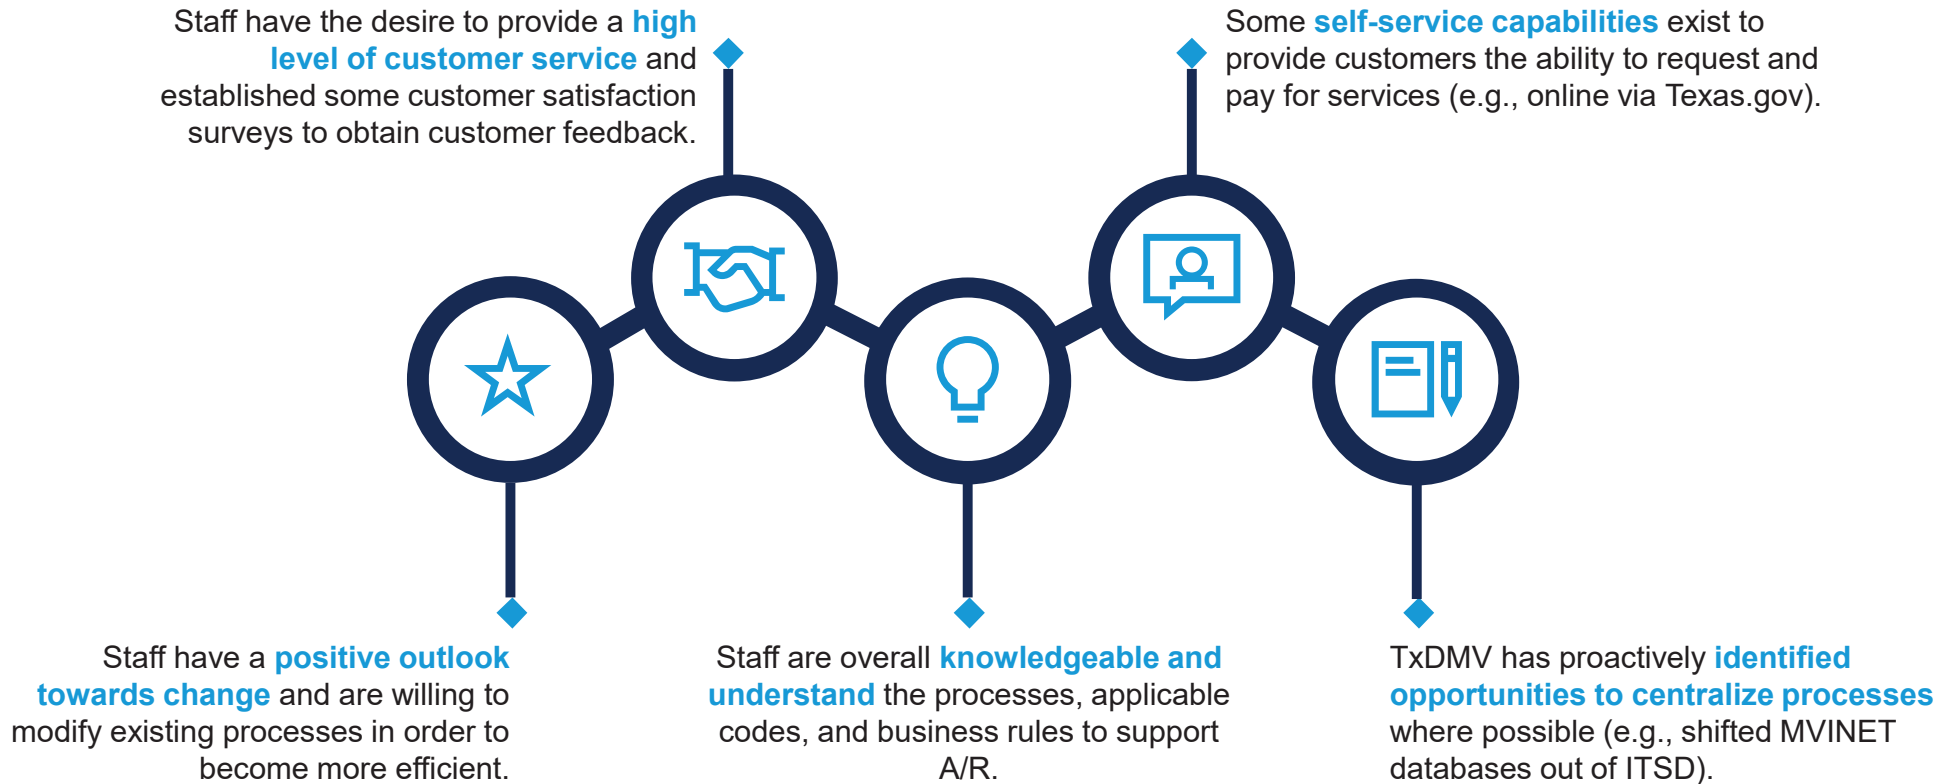 Staff have the desire to provide a high
level of customer service and
established some customer satisfaction
surveys to obtain customer feedback.
Some self-service capabilities exist to
provide customers the ability to request and
pay for services (e.g., online via Texas.gov).
Staff have a positive outlook
towards change and are willing to
modify existing processes in order to
become more efficient.
Staff are overall knowledgeable and
understand the processes, applicable
codes, and business rules to support
A/R.
TxDMV has proactively identified
opportunities to centralize processes
where possible (e.g., shifted MVINET
databases out of ITSD).